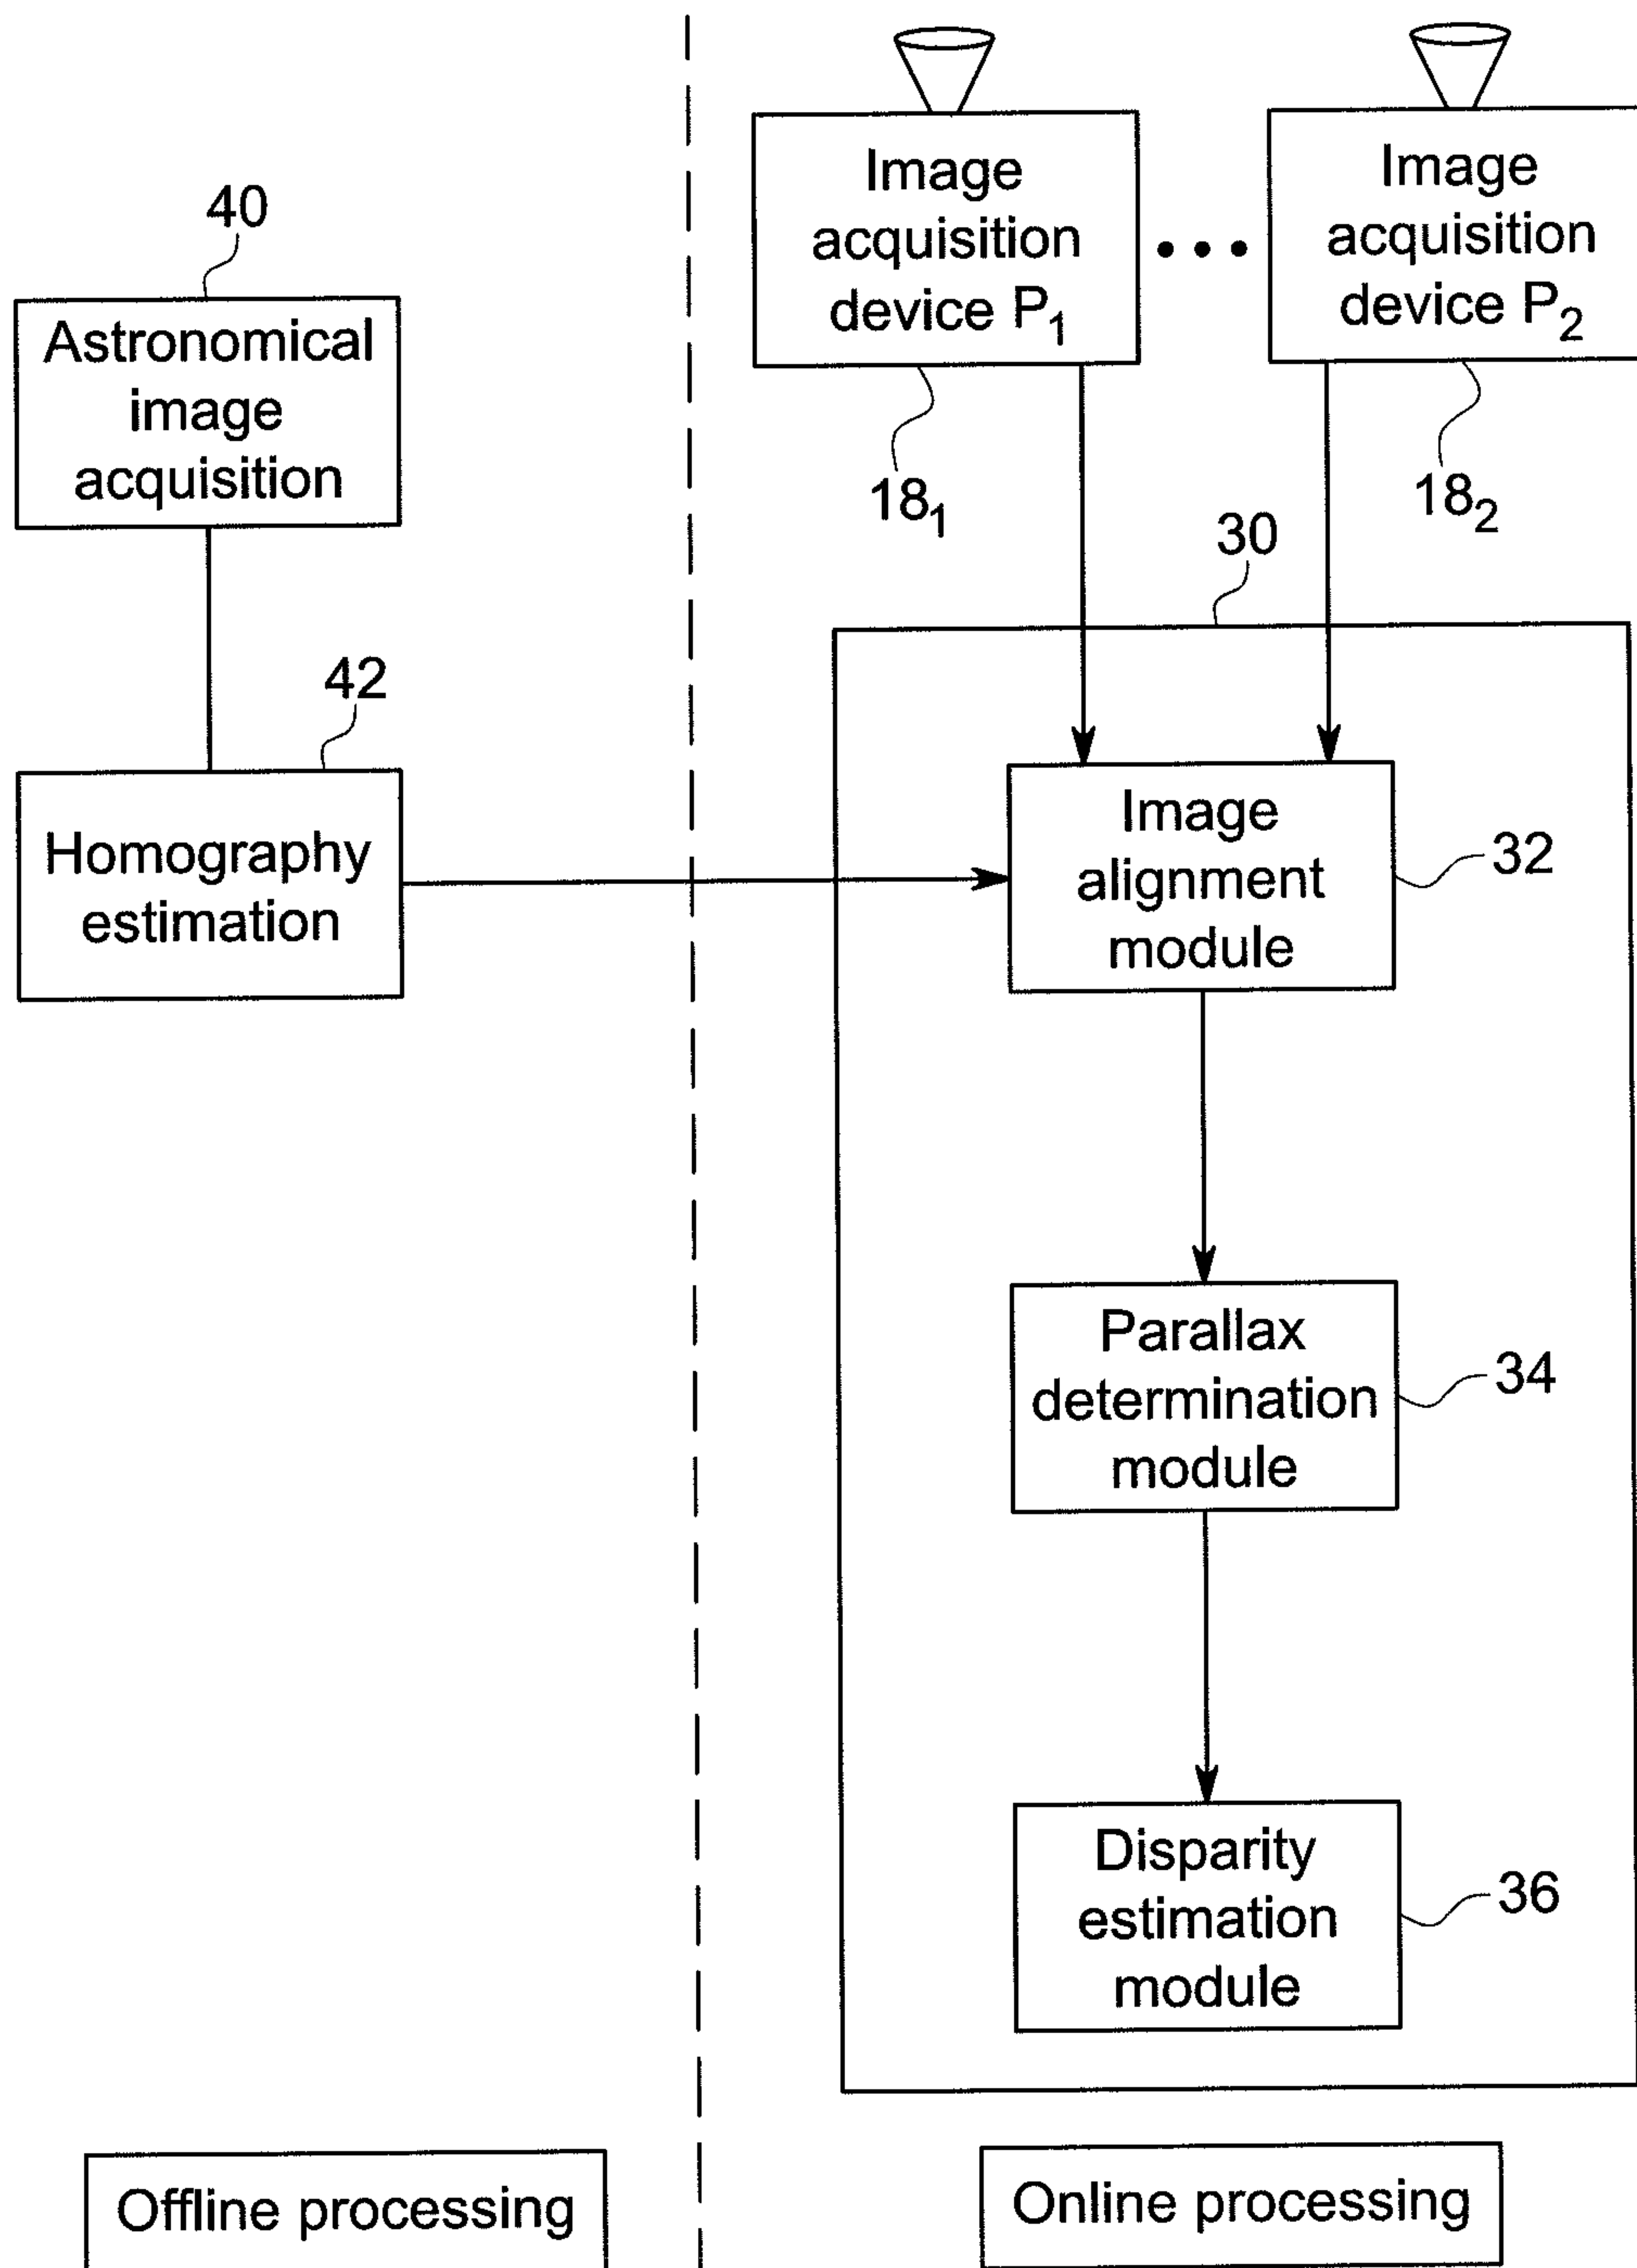 40
Astronomical
image
acquisition
42
Homography
estimation
Offline processing
Image
acquisition
device P₁
18₁
• • •
Image
acquisition
device P₂
18₂
30
Image
alignment
module
32
Parallax
determination
module
34
Disparity
estimation
module
36
Online processing